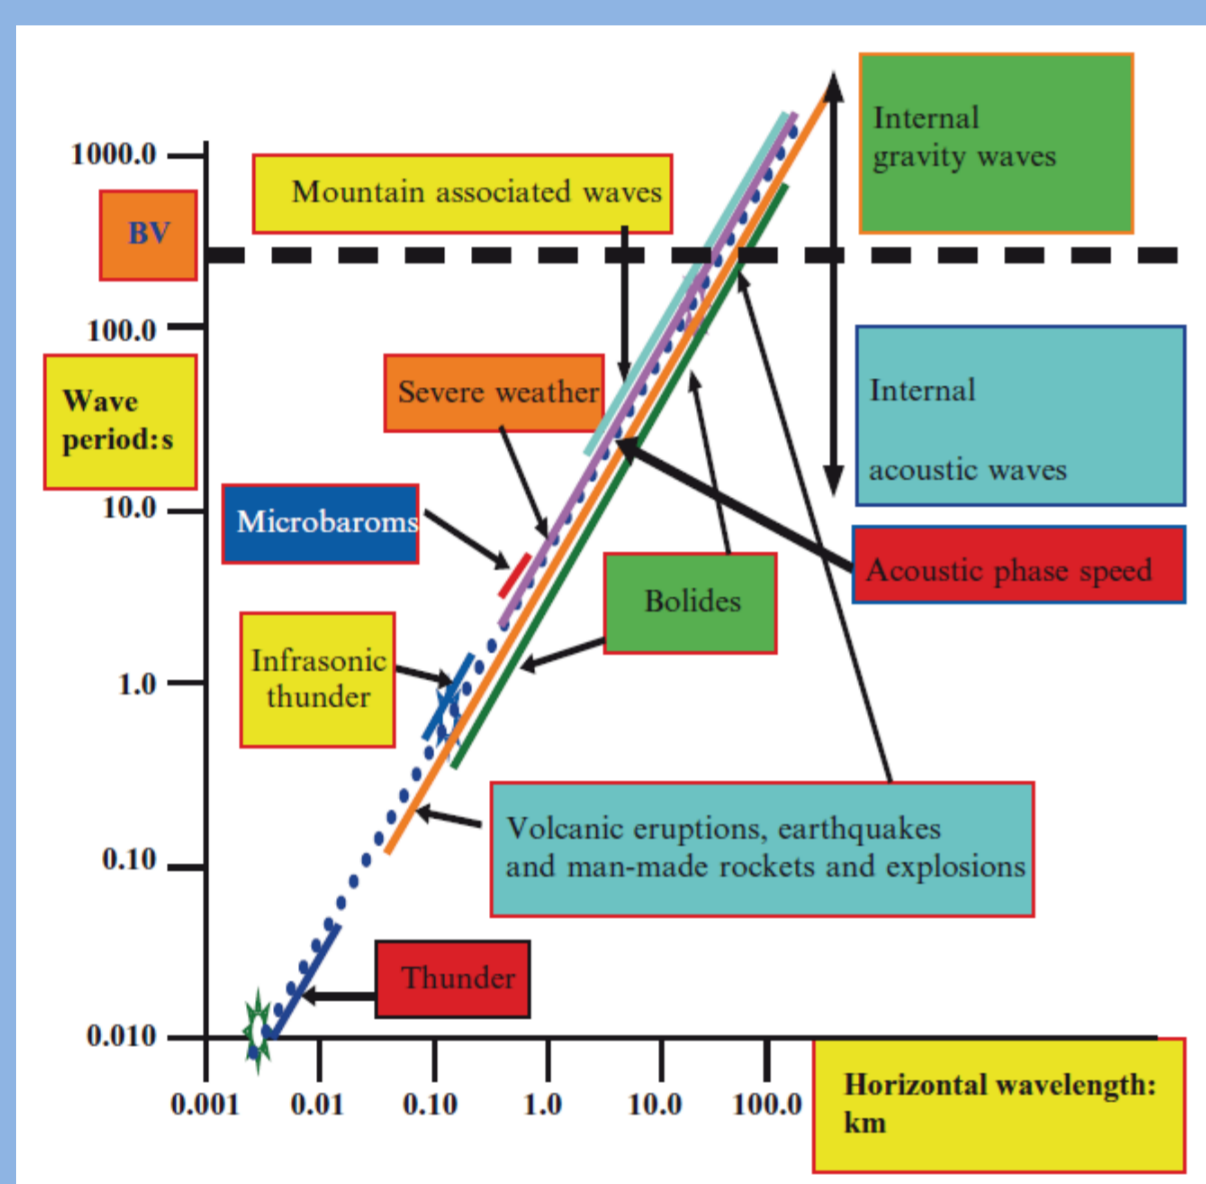 Internal
gravity waves
1000.0
Mountain associated waves
BV
100.0
Wave
period:s
Severe weather
Internal
acoustic waves
10.0
Microbaroms
Acoustic phase speed
Bolides
Infrasonic
thunder
1.0
Volcanic eruptions, earthquakes
and man-made rockets and explosions
0.10
Thunder
0.010
0.001 0.01 0.10 1.0 10.0 100.0
Horizontal wavelength:
km